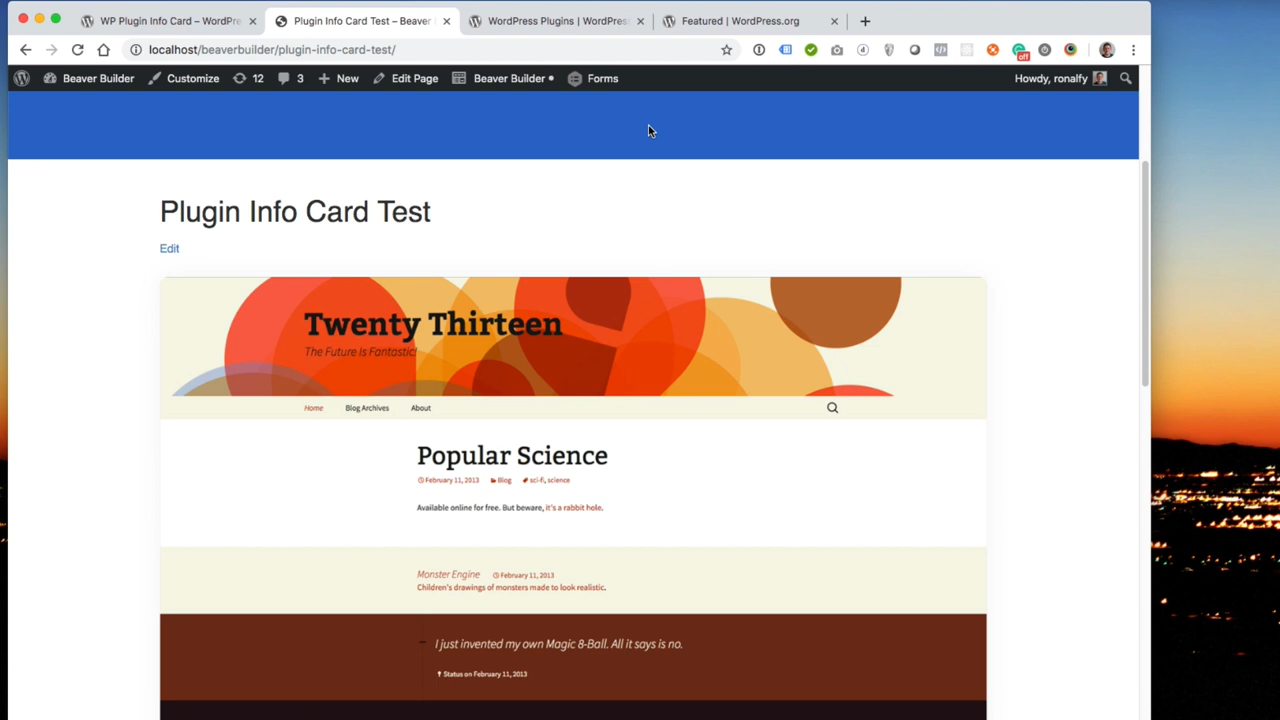 WP Plugin Info Card – WordPre
Plugin Info Card Test – Beaver
WordPress Plugins | WordPress
Featured | WordPress.org
localhost/beaverbuilder/plugin-info-card-test/
off
Beaver Builder
Customize
12
3
New
Edit Page
Beaver Builder
Forms
Howdy, ronalfy
Plugin Info Card Test
Edit
Twenty Thirteen
The Future Is Fantastic!
Home
Blog Archives
About
Popular Science
February 11, 2013
Blog
sci-fi, science
Available online for free. But beware, it's a rabbit hole.
Monster Engine
February 11, 2013
Children's drawings of monsters made to look realistic.
I just invented my own Magic 8-Ball. All it says is no.
Status on February 11, 2013